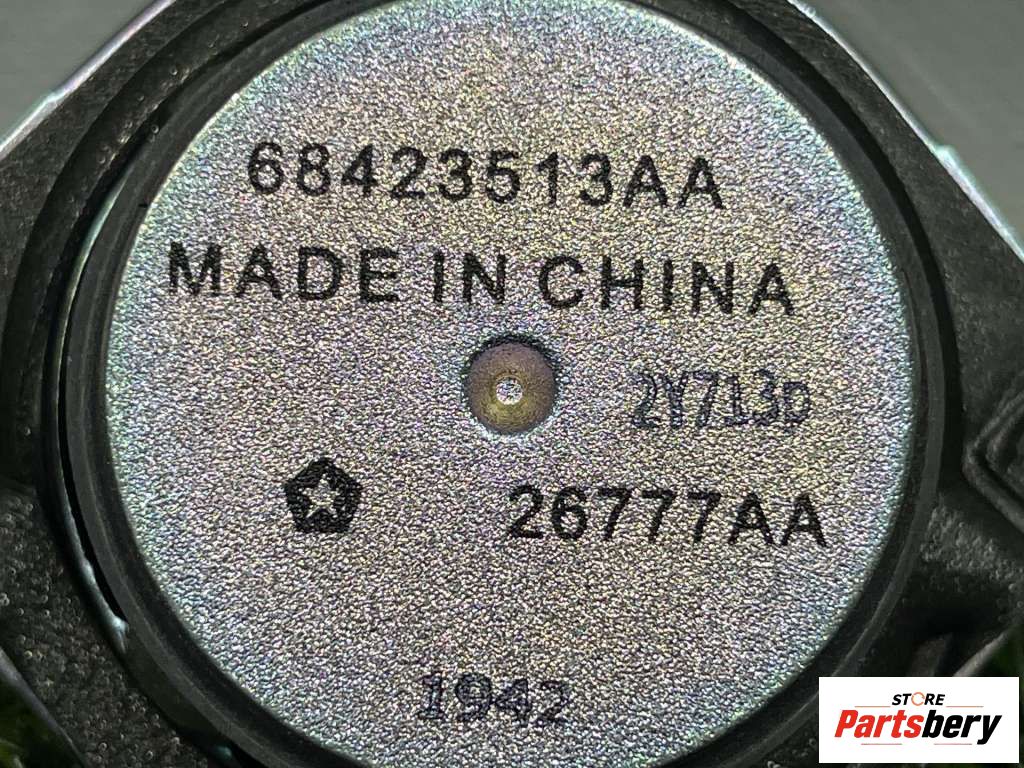 68423513AA
MADE IN CHINA
2Y713D
26777AA
1942
STORE
Partsbery